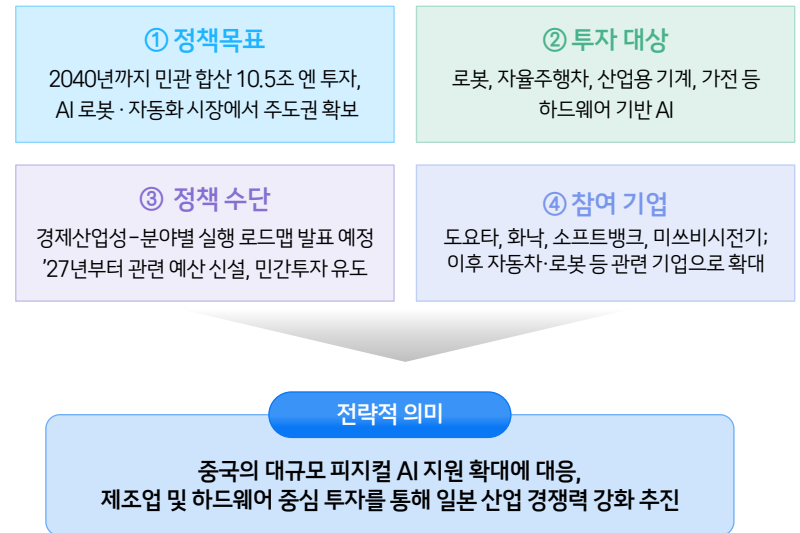 ① 정책목표
2040년까지 민관 합산 10.5조 엔 투자,
AI 로봇 · 자동화 시장에서 주도권 확보
② 투자 대상
로봇, 자율주행차, 산업용 기계, 가전 등
하드웨어 기반 AI
③ 정책 수단
경제산업성-분야별 실행 로드맵 발표 예정
'27년부터 관련 예산 신설, 민간투자 유도
④ 참여 기업
도요타, 화낙, 소프트뱅크, 미쓰비시전기;
이후 자동차·로봇 등 관련 기업으로 확대
전략적 의미
중국의 대규모 피지컬 AI 지원 확대에 대응,
제조업 및 하드웨어 중심 투자를 통해 일본 산업 경쟁력 강화 추진